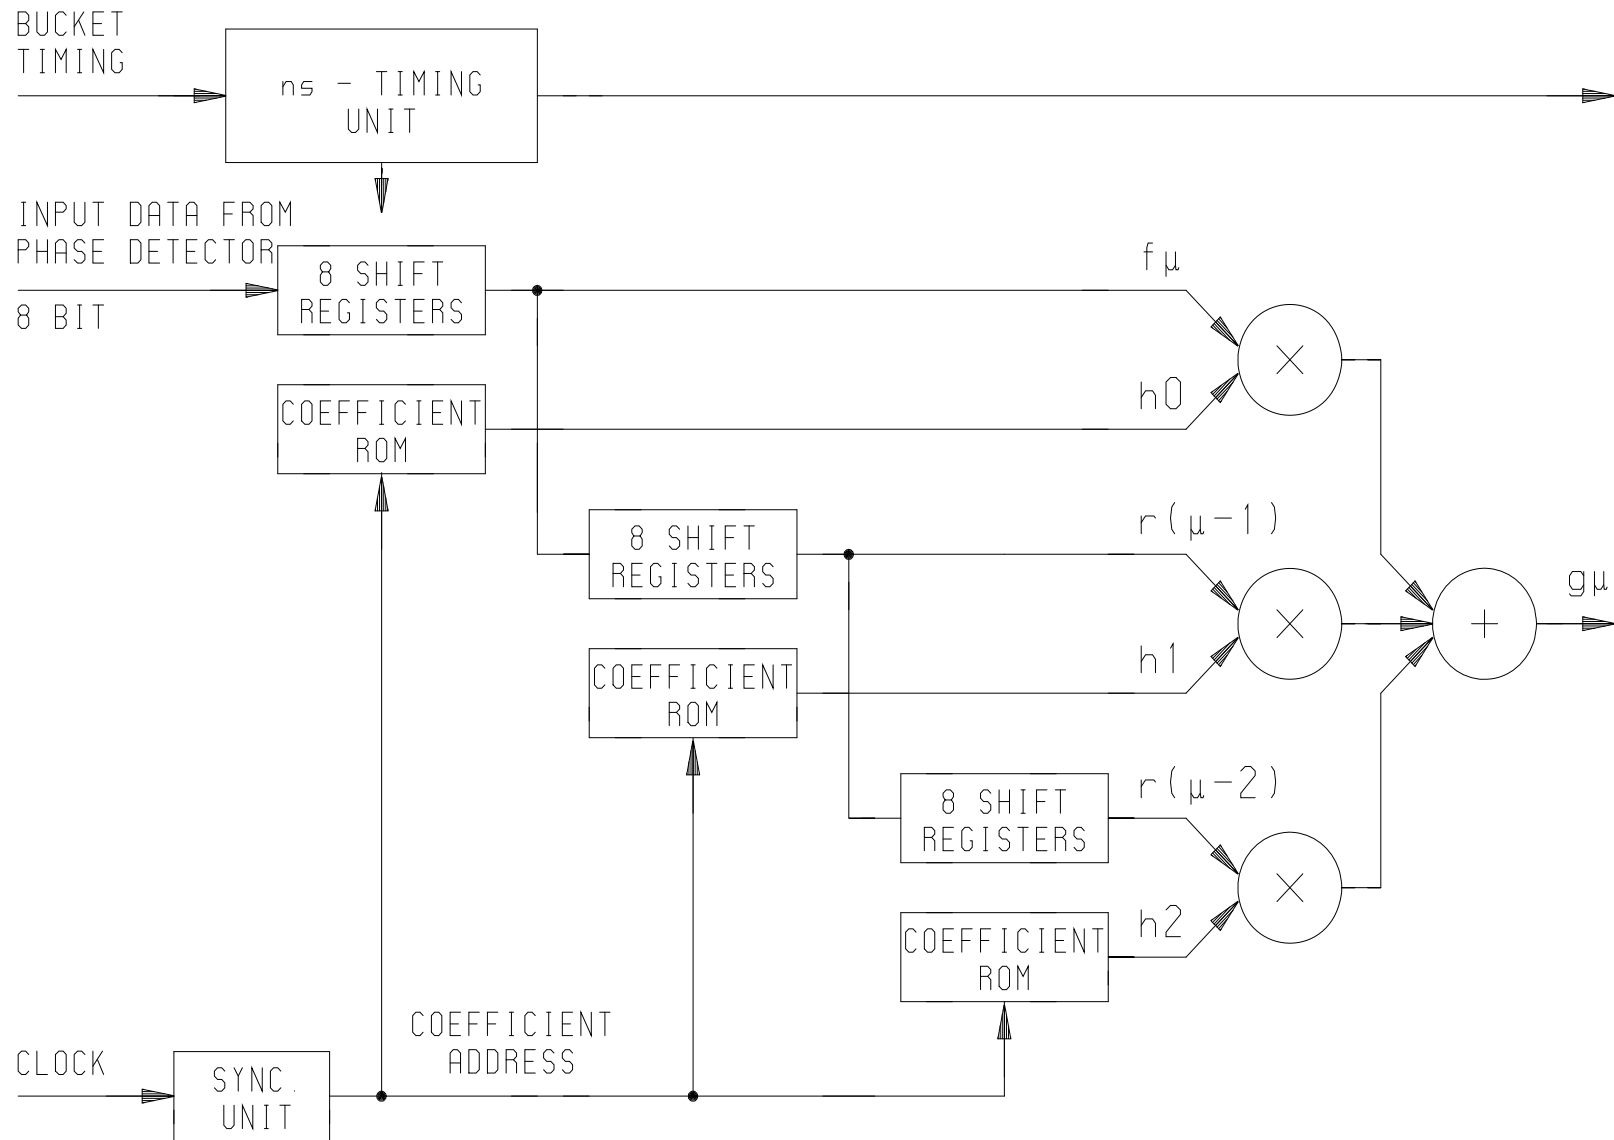 BUCKET
TIMING
ns - TIMING
UNIT
INPUT DATA FROM
PHASE DETECTOR
8 BIT
8 SHIFT
REGISTERS
fμ
×
COEFFICIENT
ROM
h0
8 SHIFT
REGISTERS
r(μ-1)
×
+
gμ
COEFFICIENT
ROM
h1
8 SHIFT
REGISTERS
r(μ-2)
×
COEFFICIENT
ROM
h2
COEFFICIENT
ADDRESS
CLOCK
SYNC.
UNIT